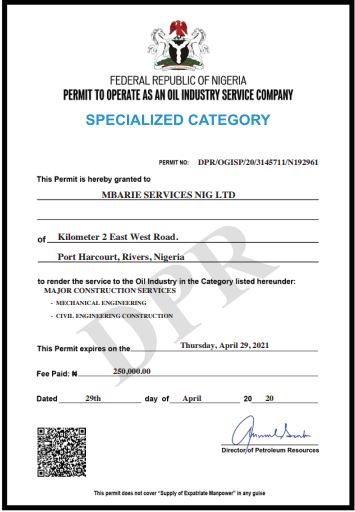 FEDERAL REPUBLIC OF NIGERIA
PERMIT TO OPERATE AS AN OIL INDUSTRY SERVICE COMPANY
SPECIALIZED CATEGORY
PERMIT NO: DPR/OGISP/20/3145711/N192961
This Permit is hereby granted to
MBARIE SERVICES NIG LTD
of Kilometer 2 East West Road.
Port Harcourt, Rivers, Nigeria
to render the service to the Oil Industry in the Category listed hereunder:
MAJOR CONSTRUCTION SERVICES
- MECHANICAL ENGINEERING
- CIVIL ENGINEERING CONSTRUCTION
DPR
This Permit expires on the Thursday, April 29, 2021
Fee Paid: ₦ 250,000.00
Dated 29th day of April 20 20
Director of Petroleum Resources
This permit does not cover “Supply of Expatriate Manpower” in any guise